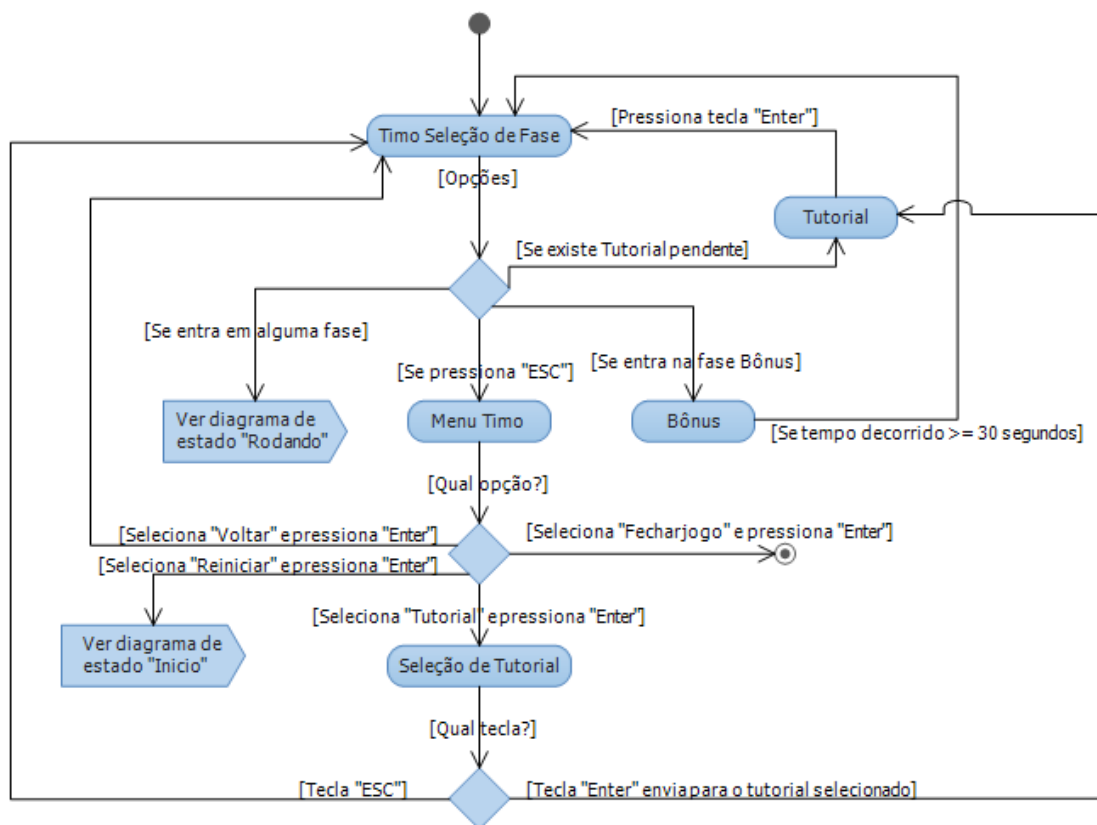 [Pressiona tecla "Enter"]
Timo Seleção de Fase
[Opções]
Tutorial
[Se existe Tutorial pendente]
[Se entra em alguma fase]
[Se pressiona "ESC"]
[Se entra na fase Bônus]
Ver diagrama de
estado "Rodando"
Menu Timo
Bônus
[Se tempo decorrido >= 30 segundos]
[Qual opção?]
[Seleciona "Voltar" e pressiona "Enter"]
[Seleciona "Fecharjogo" e pressiona "Enter"]
[Seleciona "Reiniciar" e pressiona "Enter"]
[Seleciona "Tutorial" e pressiona "Enter"]
Ver diagrama de
estado "Inicio"
Seleção de Tutorial
[Qual tecla?]
[Tecla "ESC"]
[Tecla "Enter" envia para o tutorial selecionado]